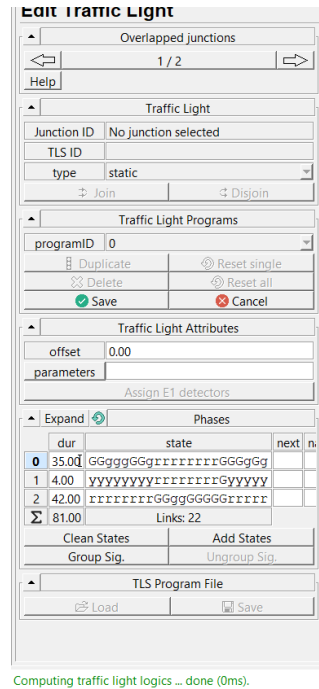 Edit Traffic Light
Overlapped junctions
1 / 2
Help
Traffic Light
Junction ID No junction selected
TLS ID
type static
Join Disjoin
Traffic Light Programs
programID 0
Duplicate Reset single
Delete Reset all
Save Cancel
Traffic Light Attributes
offset 0.00
parameters
Assign E1 detectors
Expand Phases
dur state next
0 35.00 GGgggGGgrrrrrrrrGGGgGg
1 4.00 yyyyyyyyrrrrrrrrGyyyyy
2 42.00 rrrrrrrrGGggGGGGGrrrrr
Σ 81.00 Links: 22
Clean States Add States
Group Sig. Ungroup Sig.
TLS Program File
Load Save
Computing traffic light logics ... done (0ms).